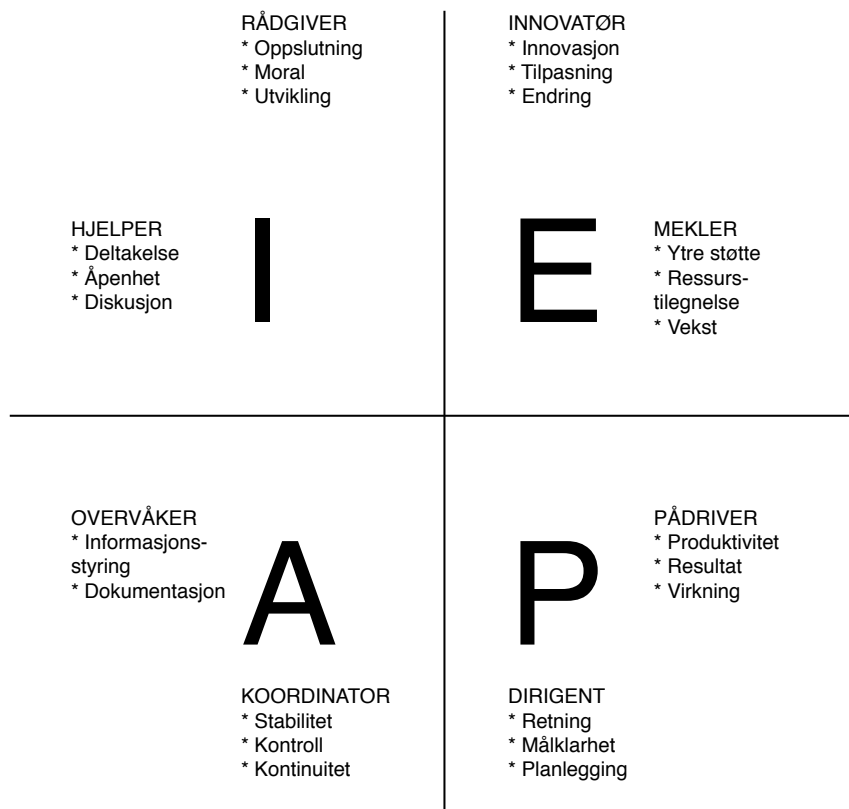 RÅDGIVER
* Oppslutning
* Moral
* Utvikling
INNOVATØR
* Innovasjon
* Tilpasning
* Endring
HJELPER
* Deltakelse
* Åpenhet
* Diskusjon
I
E
MEKLER
* Ytre støtte
* Ressurs-
tilegnelse
* Vekst
OVERVÅKER
* Informasjons-
styring
* Dokumentasjon
A
P
PÅDRIVER
* Produktivitet
* Resultat
* Virkning
KOORDINATOR
* Stabilitet
* Kontroll
* Kontinuitet
DIRIGENT
* Retning
* Målklarhet
* Planlegging